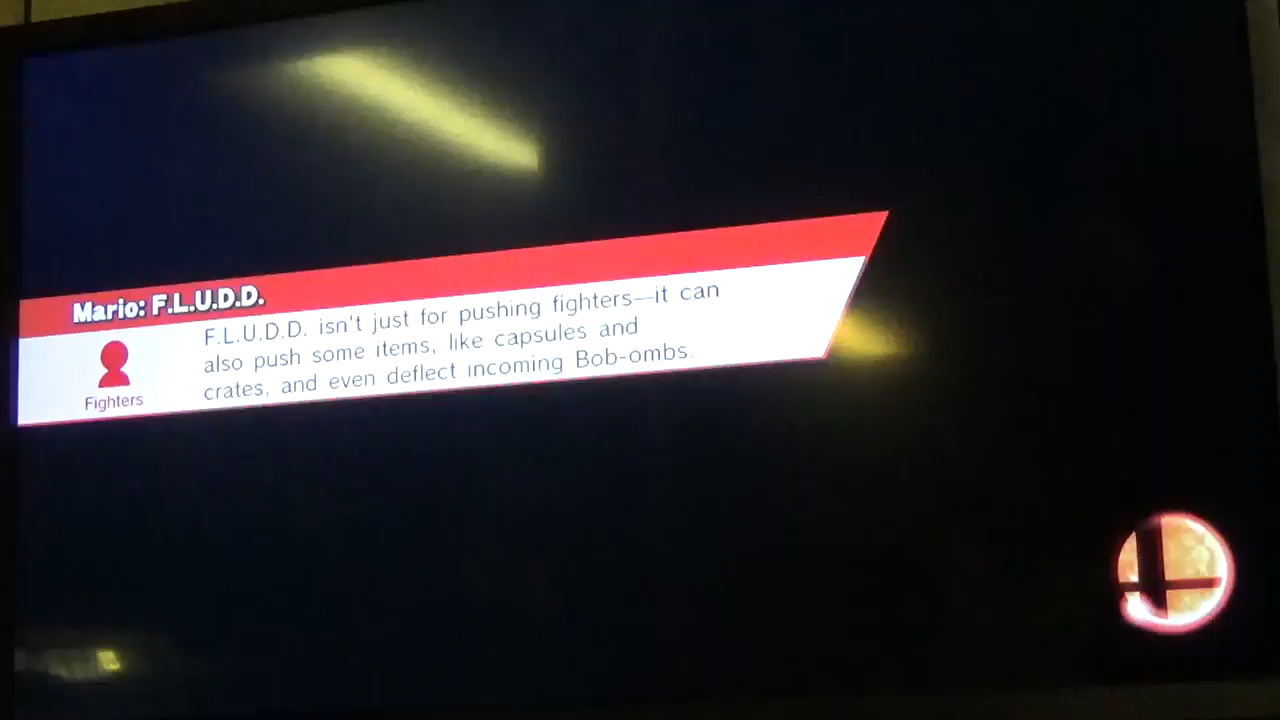 Mario: F.L.U.D.D.
F.L.U.D.D. isn't just for pushing fighters—it can
also push some items, like capsules and
crates, and even deflect incoming Bob-ombs.
Fighters